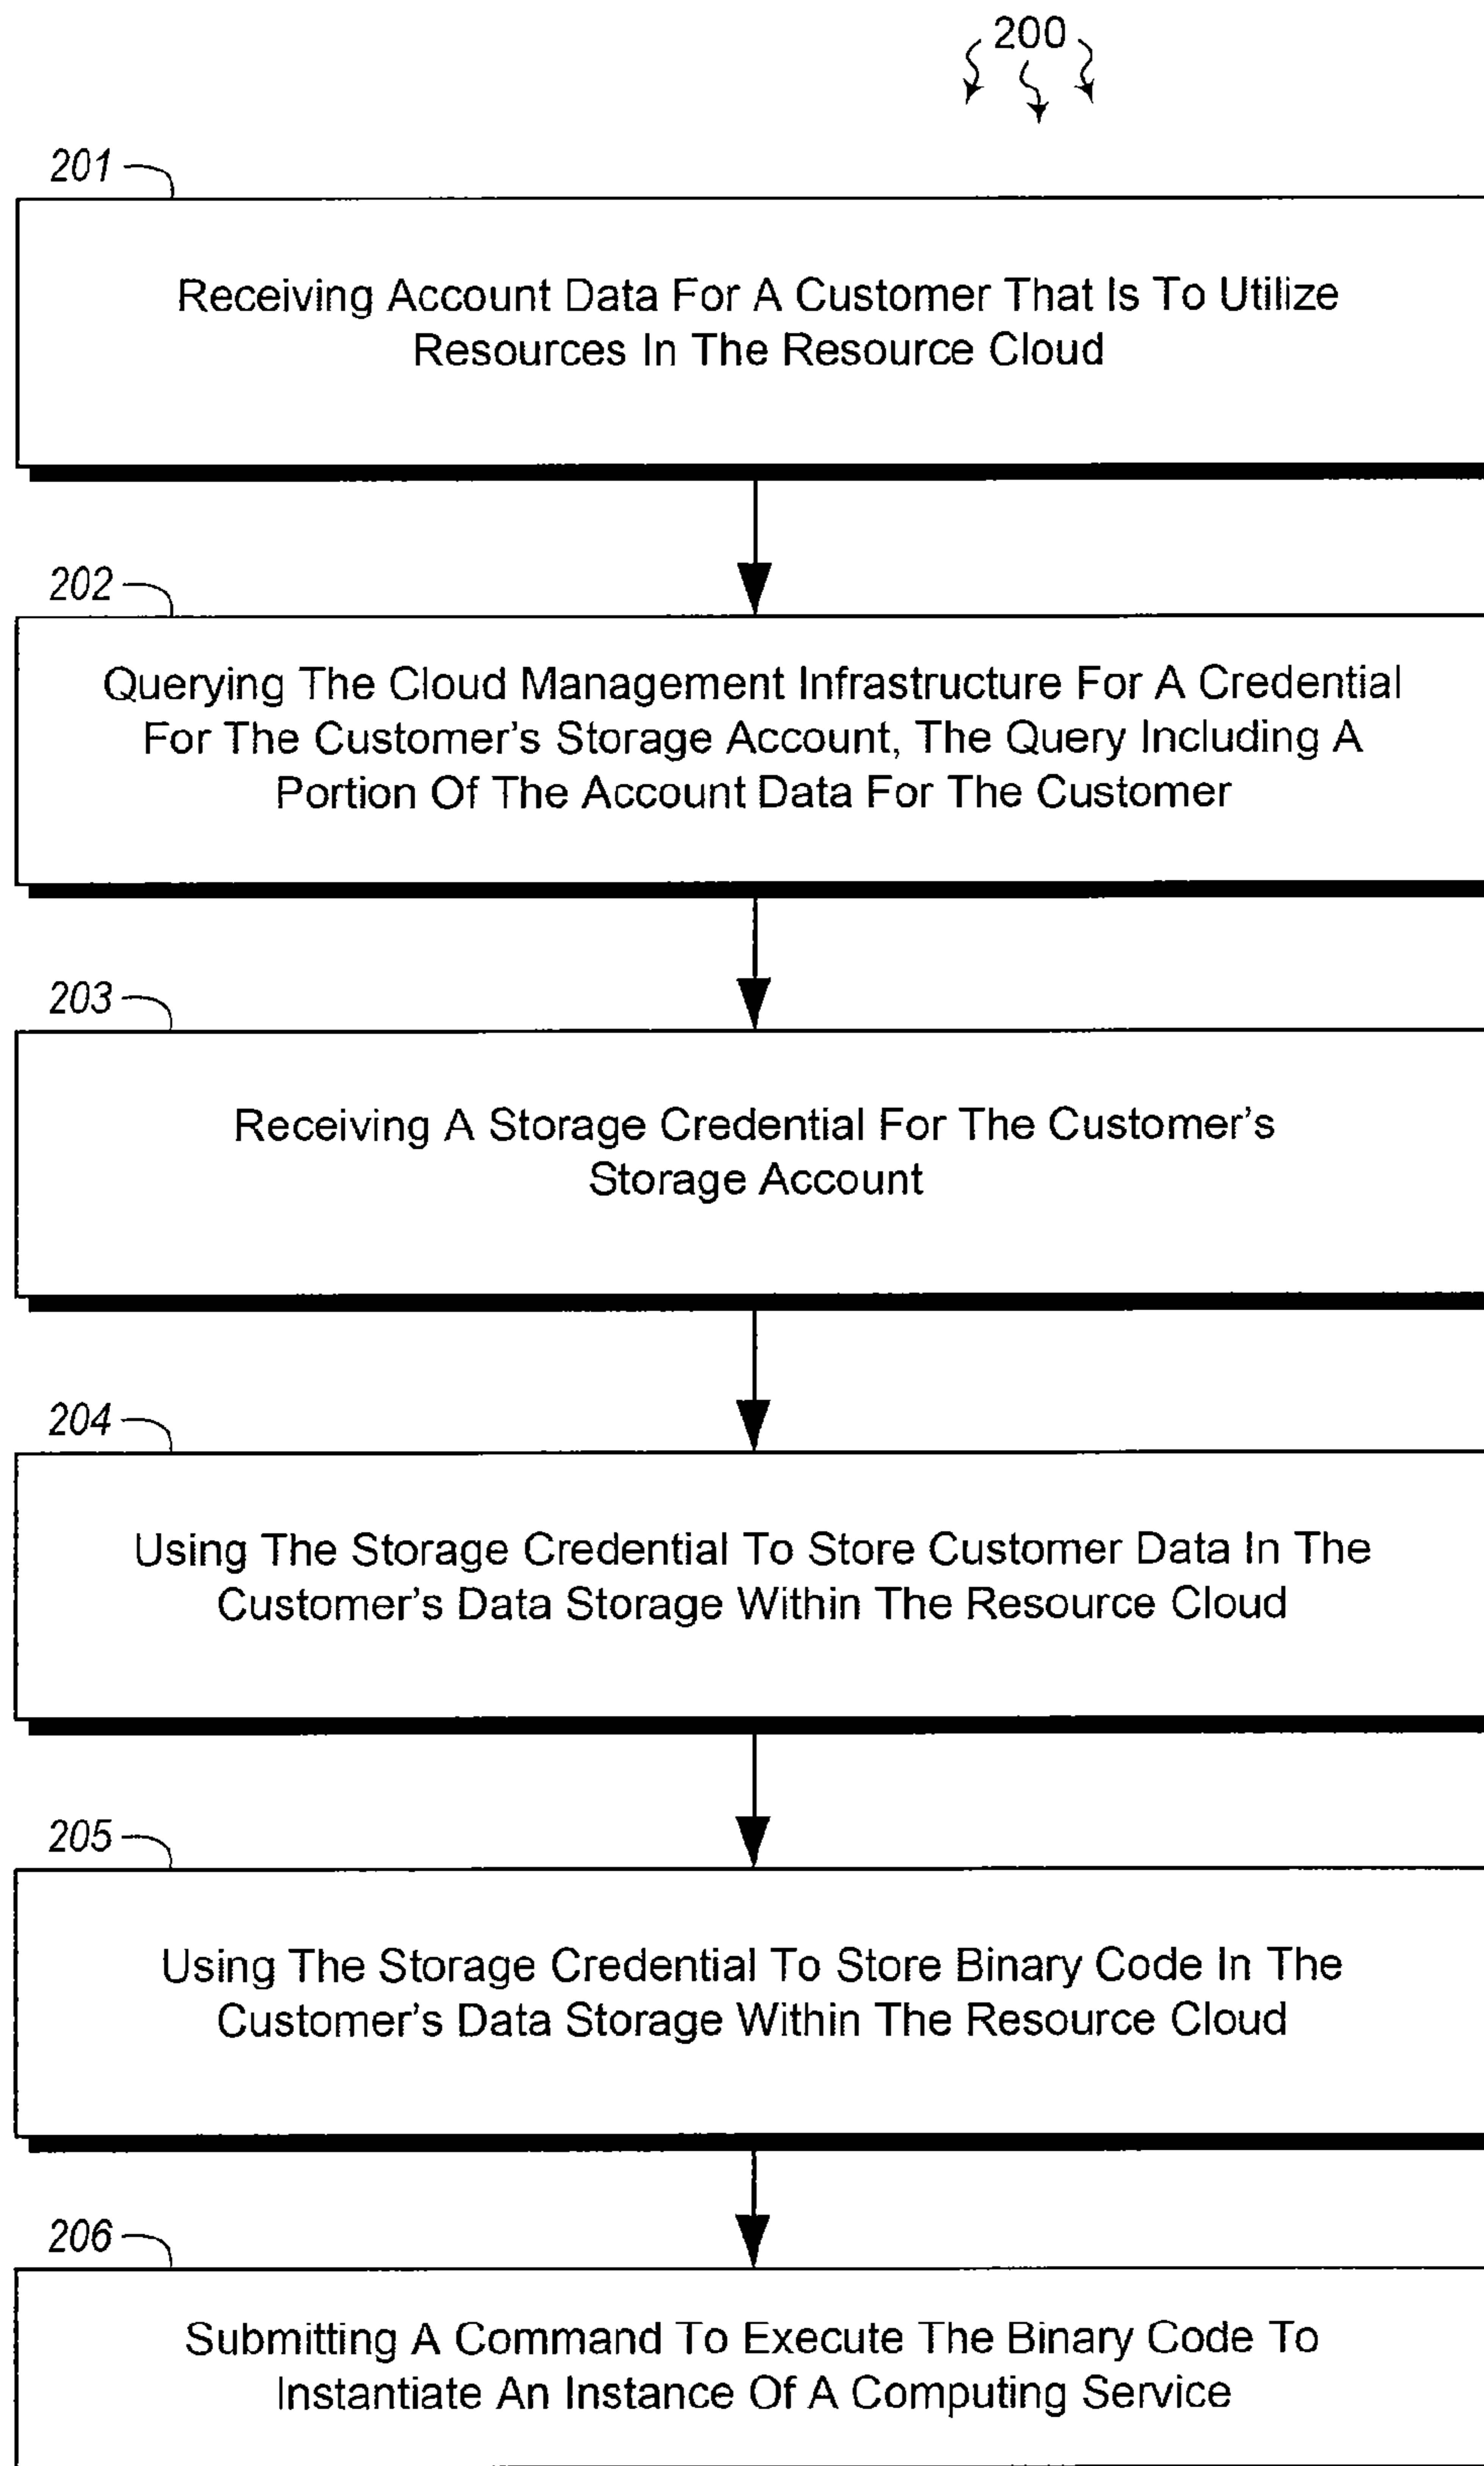 200
201
Receiving Account Data For A Customer That Is To Utilize
Resources In The Resource Cloud
202
Querying The Cloud Management Infrastructure For A Credential
For The Customer's Storage Account, The Query Including A
Portion Of The Account Data For The Customer
203
Receiving A Storage Credential For The Customer's
Storage Account
204
Using The Storage Credential To Store Customer Data In The
Customer's Data Storage Within The Resource Cloud
205
Using The Storage Credential To Store Binary Code In The
Customer's Data Storage Within The Resource Cloud
206
Submitting A Command To Execute The Binary Code To
Instantiate An Instance Of A Computing Service